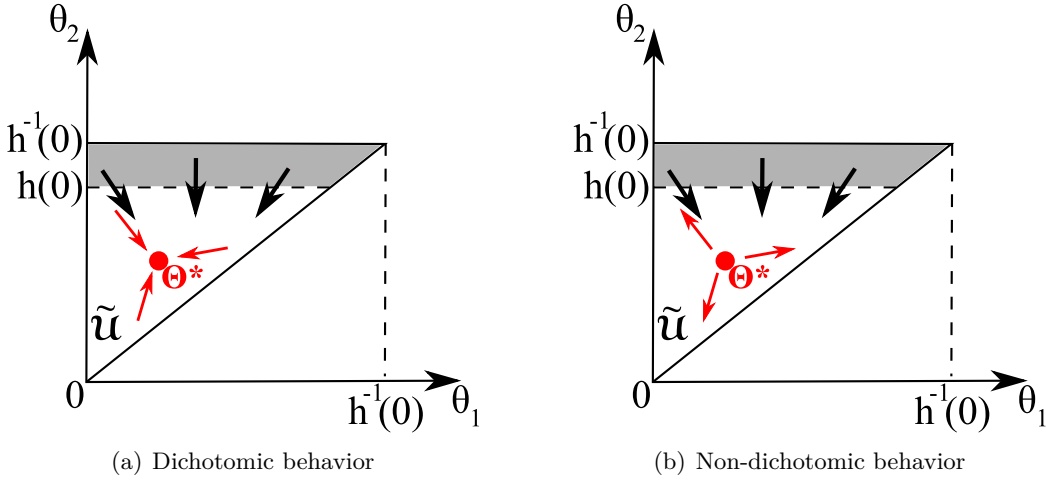 θ₂
h⁻¹(0)
h(0)
Θ*
ũ
0
h⁻¹(0)
θ₁
(a) Dichotomic behavior
θ₂
h⁻¹(0)
h(0)
Θ*
ũ
0
h⁻¹(0)
θ₁
(b) Non-dichotomic behavior